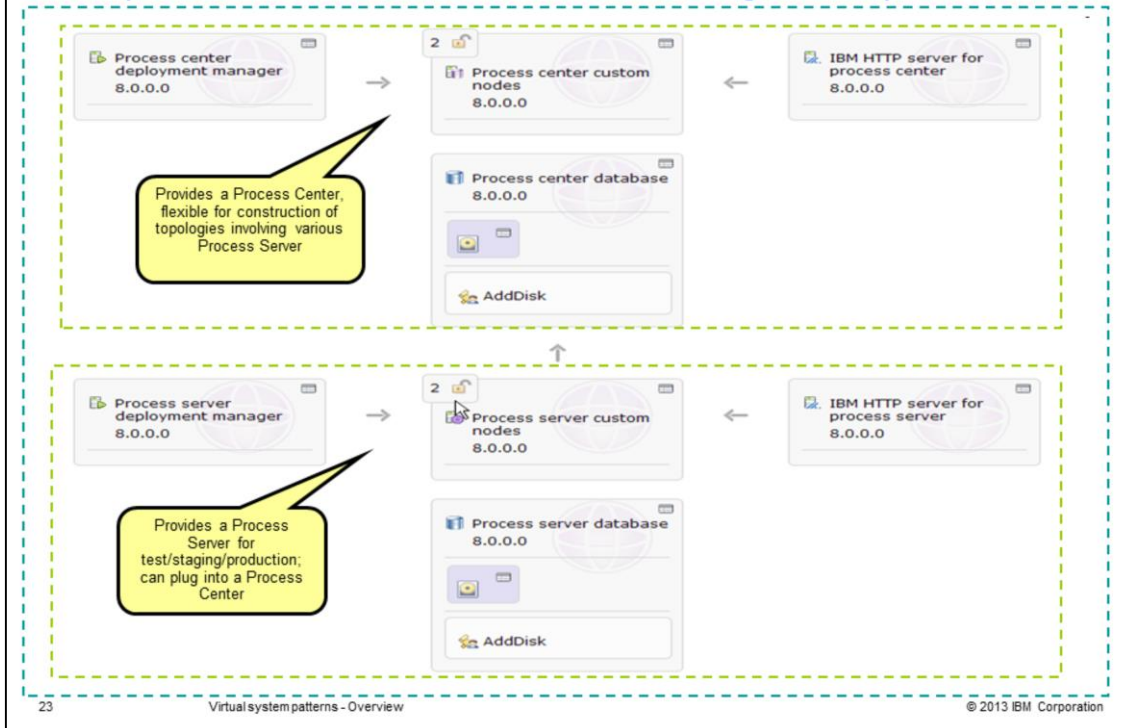 Process center
deployment manager
8.0.0.0
2
Process center custom
nodes
8.0.0.0
IBM HTTP server for
process center
8.0.0.0
Provides a Process Center,
flexible for construction of
topologies involving various
Process Server
Process center database
8.0.0.0
AddDisk
Process server
deployment manager
8.0.0.0
2
Process server custom
nodes
8.0.0.0
IBM HTTP server for
process server
8.0.0.0
Provides a Process
Server for
test/staging/production;
can plug into a Process
Center
Process server database
8.0.0.0
AddDisk
23
Virtual system patterns - Overview
© 2013 IBM Corporation